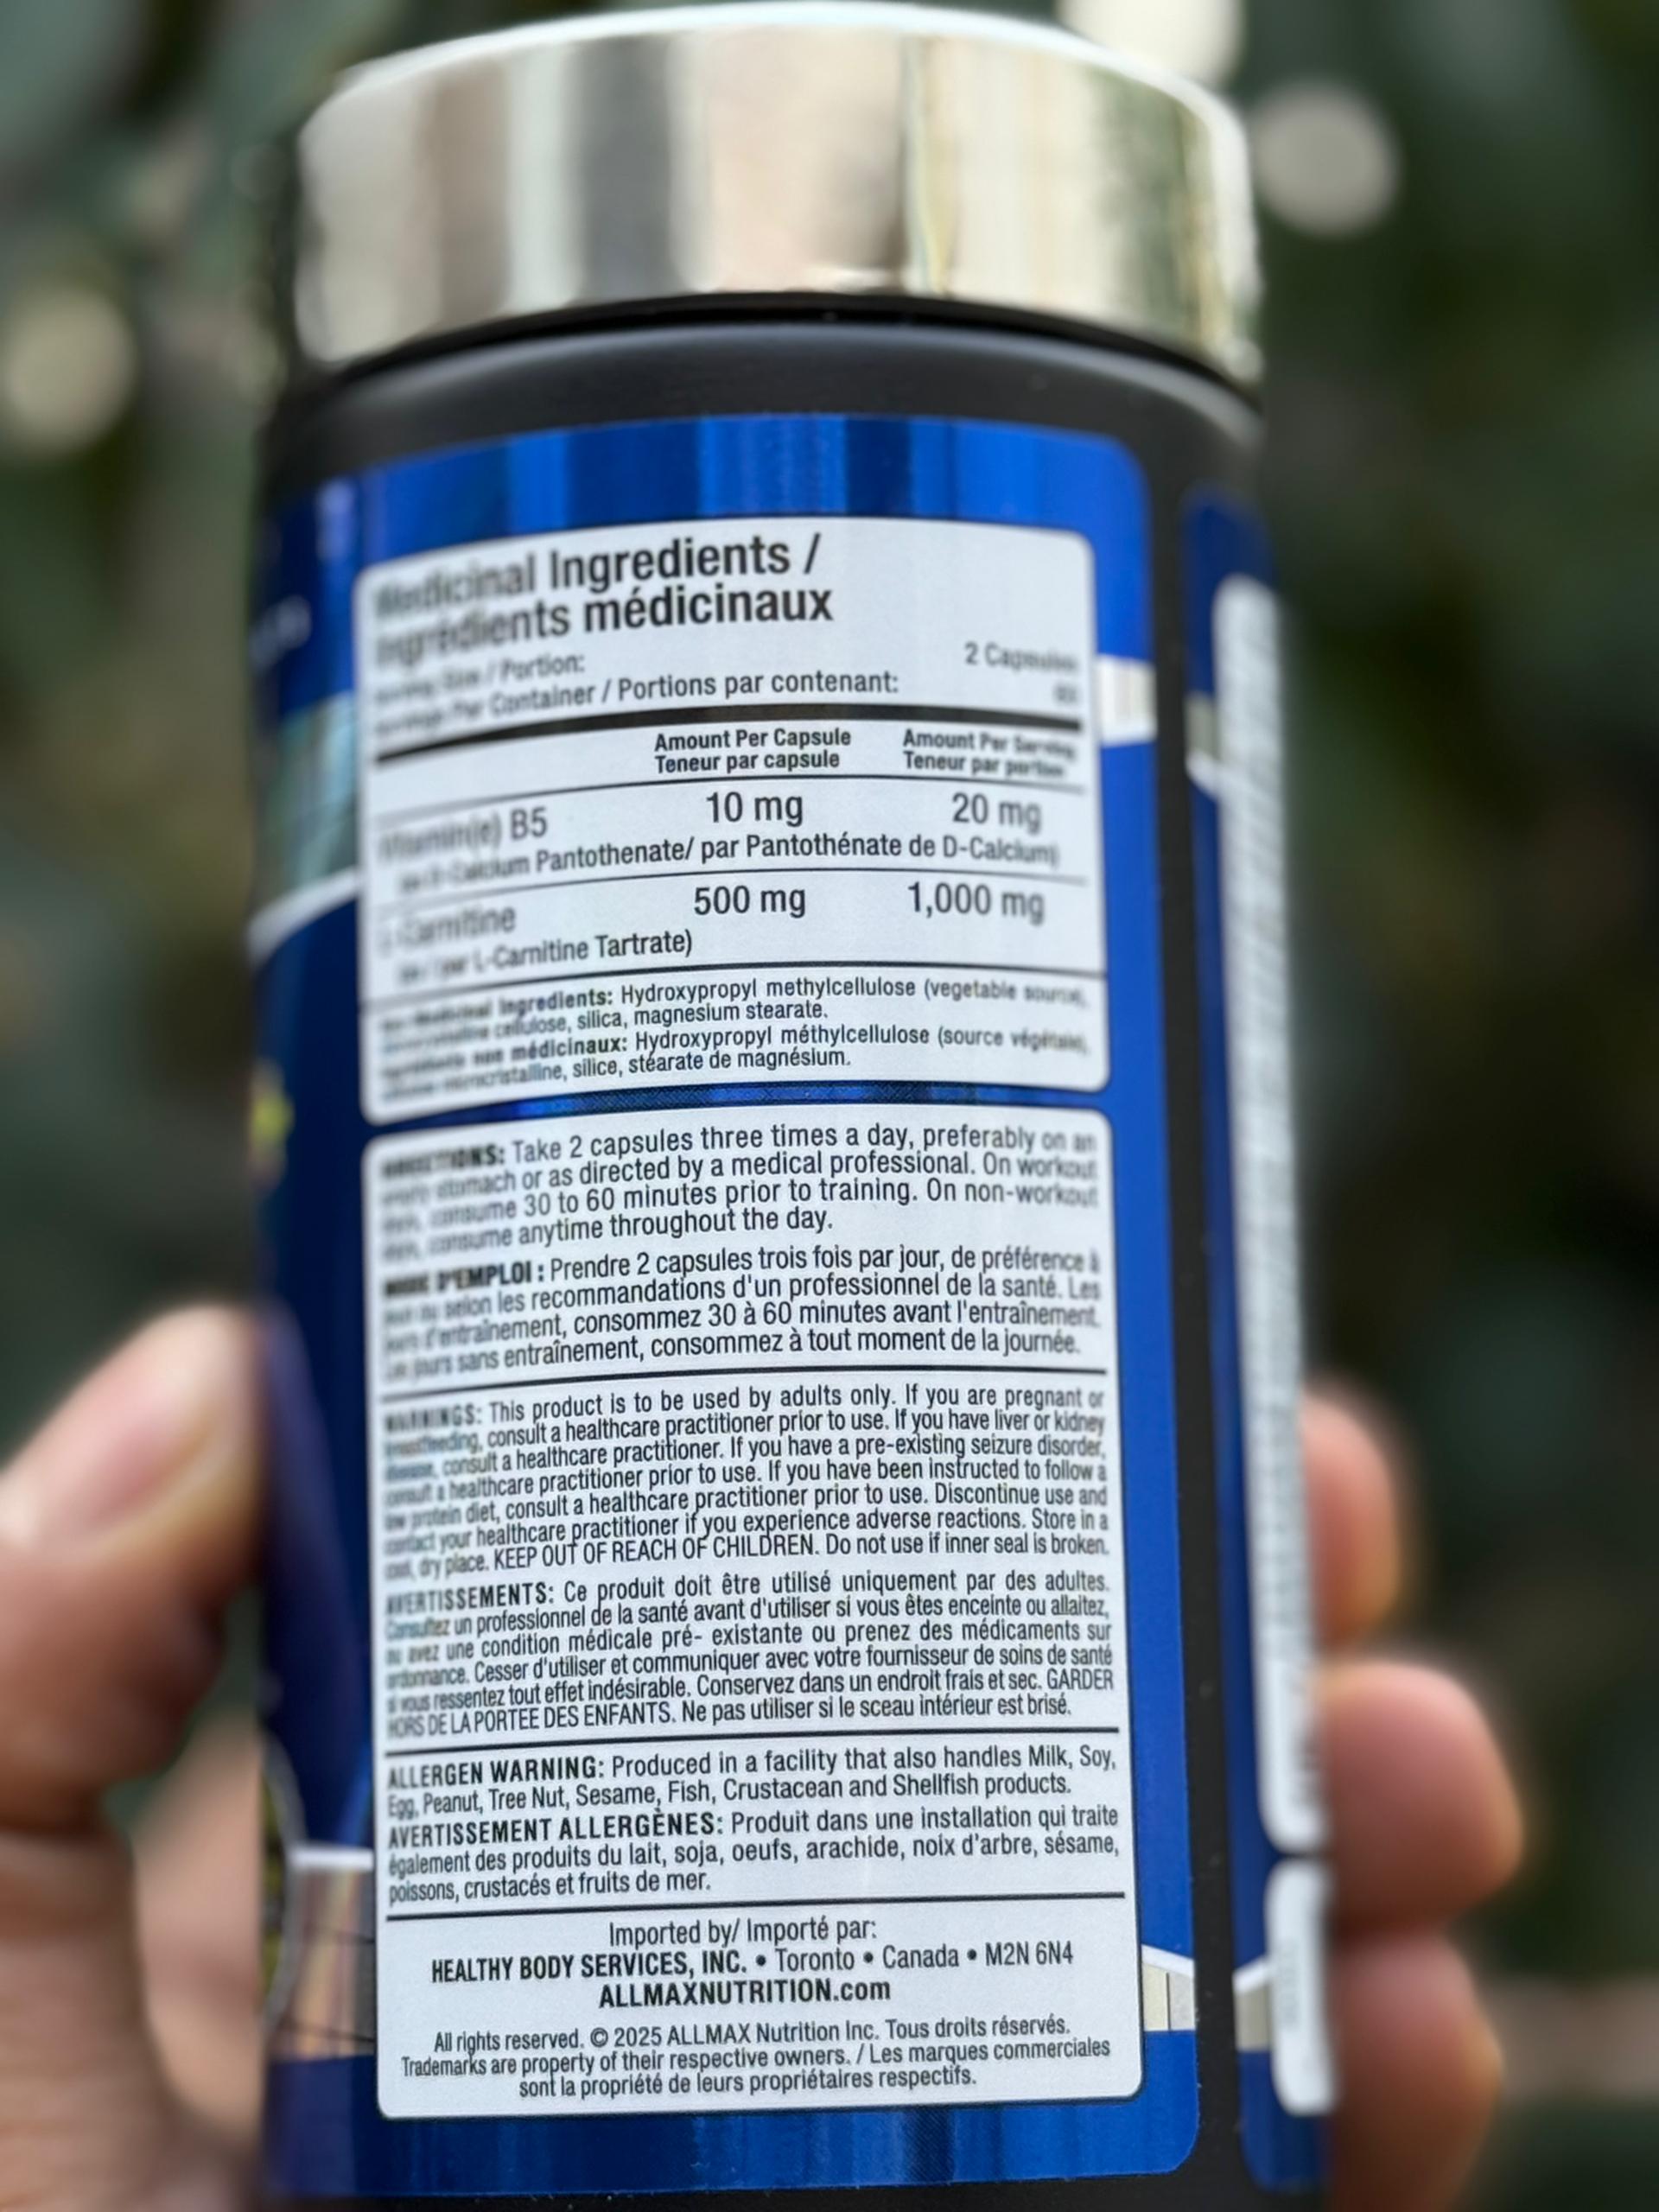 Medicinal Ingredients /
Ingrédients médicinaux
Size / Portion:
2 Capsules
Per Container / Portions par contenant:
Amount Per Capsule
Teneur par capsule
Amount Per Serving
Teneur par portion
Vitamin(e) B5
10 mg
20 mg
Calcium Pantothenate/ par Pantothénate de D-Calcium)
L-Carnitine
500 mg
1,000 mg
L-Carnitine Tartrate)
Ingredients: Hydroxypropyl methylcellulose (vegetable source),
cellulose, silica, magnesium stearate.
non médicinaux: Hydroxypropyl méthylcellulose (source végétale),
microcristalline, silice, stéarate de magnésium.
DIRECTIONS: Take 2 capsules three times a day, preferably on an
empty stomach or as directed by a medical professional. On workout
days, consume 30 to 60 minutes prior to training. On non-workout
days, consume anytime throughout the day.
MODE D'EMPLOI : Prendre 2 capsules trois fois par jour, de préférence à
selon les recommandations d'un professionnel de la santé. Les
jours d'entraînement, consommez 30 à 60 minutes avant l'entraînement.
jours sans entraînement, consommez à tout moment de la journée.
WARNINGS: This product is to be used by adults only. If you are pregnant or
breastfeeding, consult a healthcare practitioner prior to use. If you have liver or kidney
disease, consult a healthcare practitioner. If you have a pre-existing seizure disorder,
consult a healthcare practitioner prior to use. If you have been instructed to follow a
low protein diet, consult a healthcare practitioner prior to use. Discontinue use and
contact your healthcare practitioner if you experience adverse reactions. Store in a
cool, dry place. KEEP OUT OF REACH OF CHILDREN. Do not use if inner seal is broken.
AVERTISSEMENTS: Ce produit doit être utilisé uniquement par des adultes.
Consultez un professionnel de la santé avant d'utiliser si vous êtes enceinte ou allaitez,
ou avez une condition médicale pré- existante ou prenez des médicaments sur
ordonnance. Cesser d'utiliser et communiquer avec votre fournisseur de soins de santé
si vous ressentez tout effet indésirable. Conservez dans un endroit frais et sec. GARDER
HORS DE LA PORTEE DES ENFANTS. Ne pas utiliser si le sceau intérieur est brisé.
ALLERGEN WARNING: Produced in a facility that also handles Milk, Soy,
Egg, Peanut, Tree Nut, Sesame, Fish, Crustacean and Shellfish products.
AVERTISSEMENT ALLERGÈNES: Produit dans une installation qui traite
également des produits du lait, soja, oeufs, arachide, noix d'arbre, sésame,
poissons, crustacés et fruits de mer.
Imported by/ Importé par:
HEALTHY BODY SERVICES, INC. • Toronto • Canada • M2N 6N4
ALLMAXNUTRITION.com
All rights reserved. © 2025 ALLMAX Nutrition Inc. Tous droits réservés.
Trademarks are property of their respective owners. / Les marques commerciales
sont la propriété de leurs propriétaires respectifs.